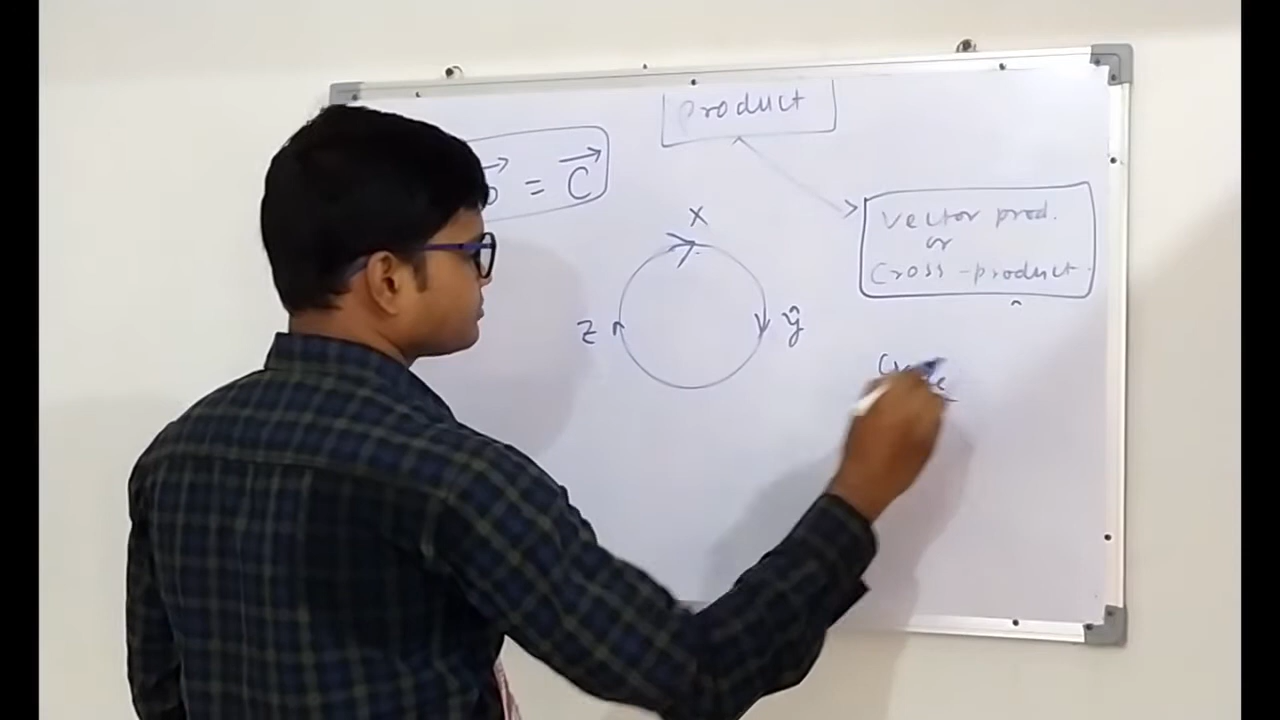 product
= C⃗
vector prod.
or
cross-product
x
z
ŷ